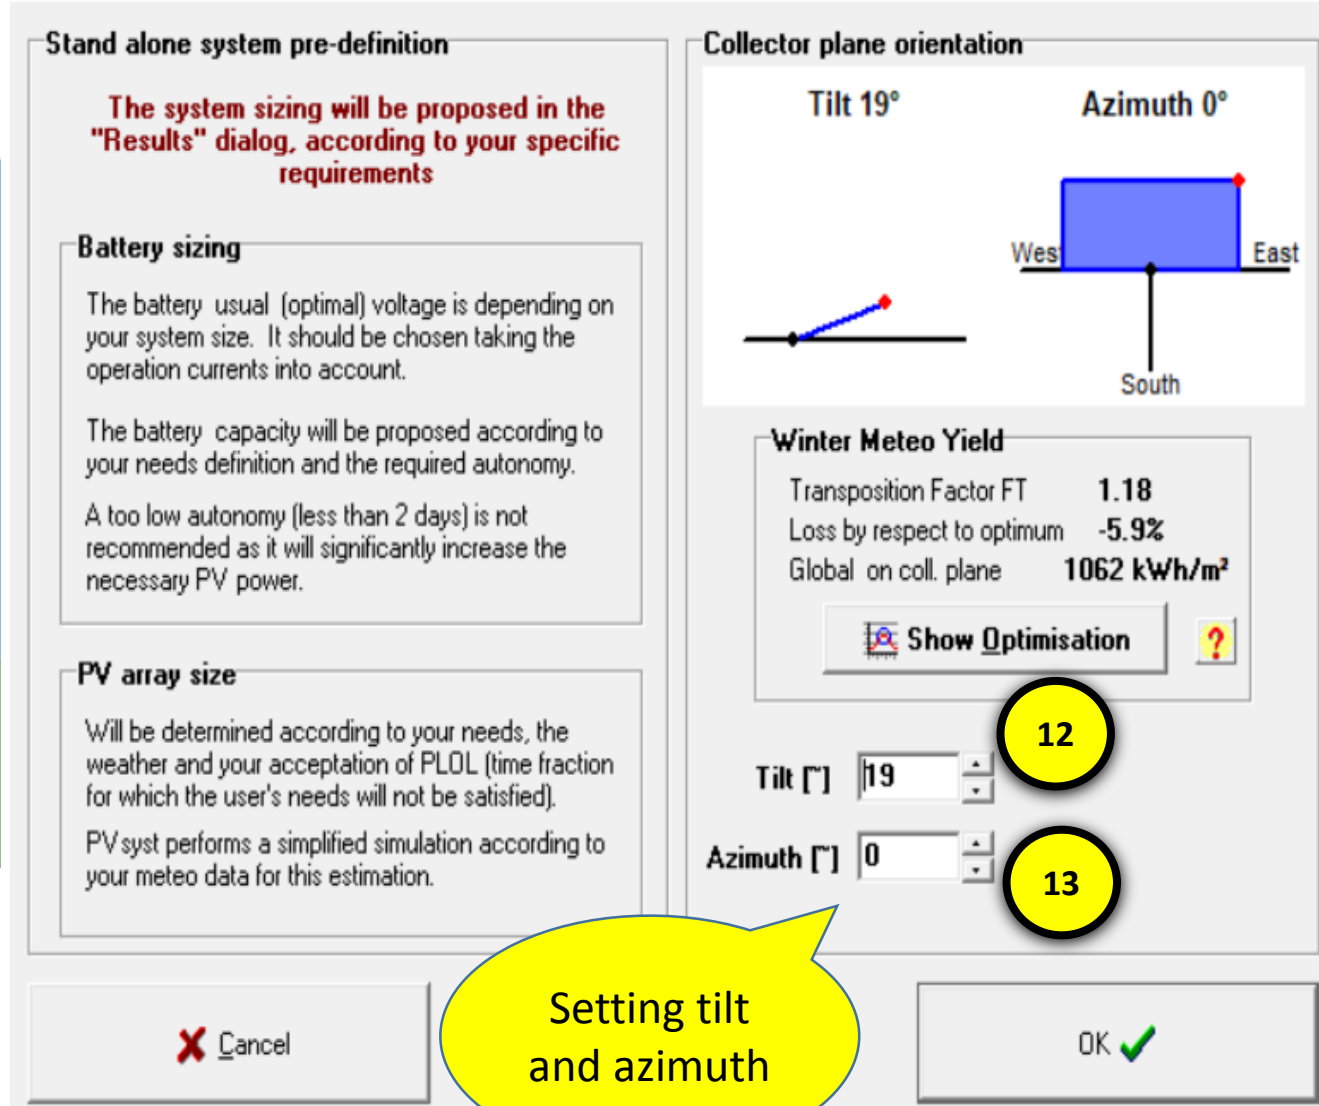 Stand alone system pre-definition
The system sizing will be proposed in the
"Results" dialog, according to your specific
requirements
Battery sizing
The battery usual (optimal) voltage is depending on
your system size. It should be chosen taking the
operation currents into account.
The battery capacity will be proposed according to
your needs definition and the required autonomy.
A too low autonomy (less than 2 days) is not
recommended as it will significantly increase the
necessary PV power.
PV array size
Will be determined according to your needs, the
weather and your acceptation of PLOL (time fraction
for which the user's needs will not be satisfied).
PVsyst performs a simplified simulation according to
your meteo data for this estimation.
Collector plane orientation
Tilt 19° Azimuth 0°
Wes East
South
Winter Meteo Yield
Transposition Factor FT 1.18
Loss by respect to optimum -5.9%
Global on coll. plane 1062 kWh/m²
Show Optimisation ?
12
Tilt [°] 19
Azimuth [°] 0
13
Setting tilt
and azimuth
Cancel
OK